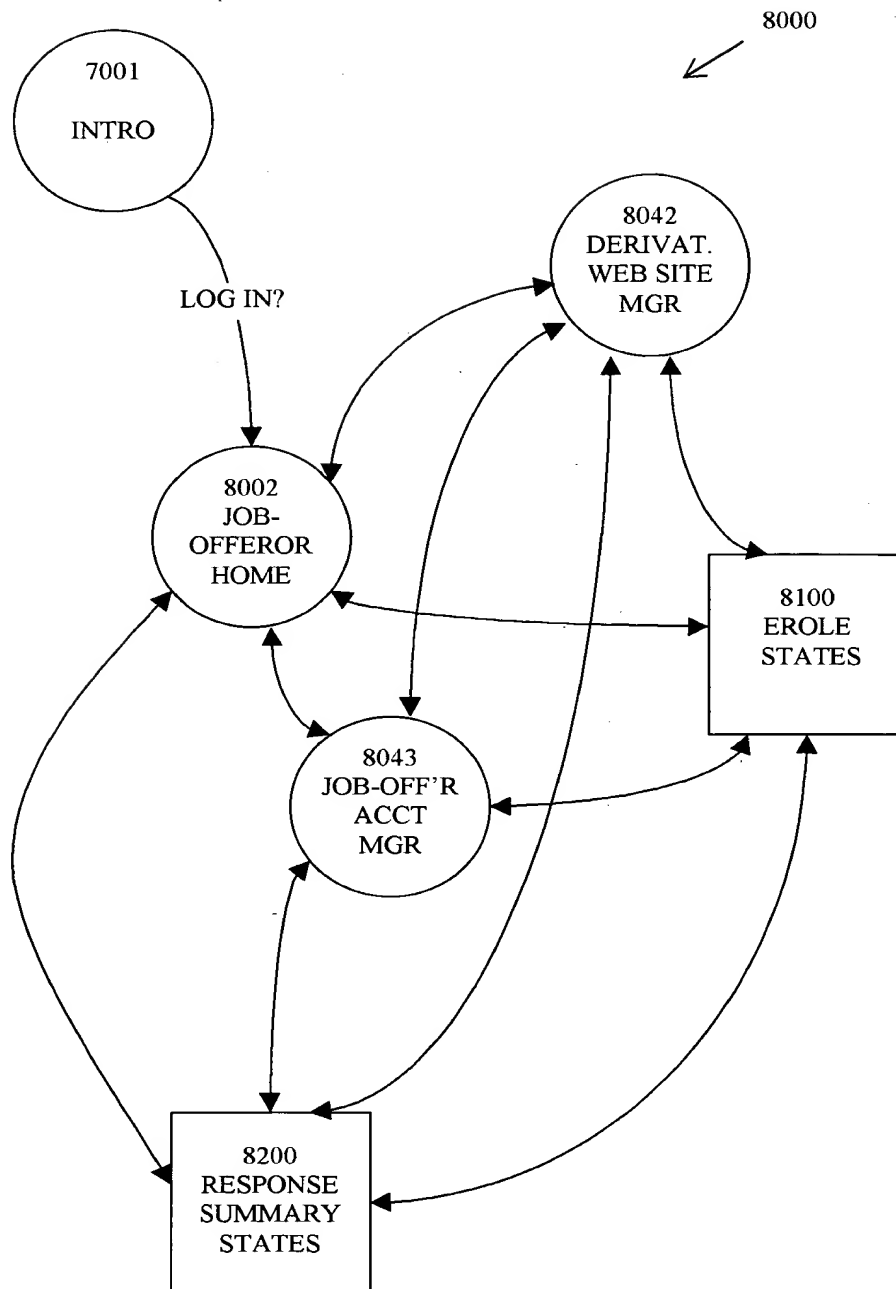 8000
7001
INTRO
8042
DERIVAT.
WEB SITE
MGR
LOG IN?
8002
JOB-
OFFEROR
HOME
8100
EROLE
STATES
8043
JOB-OFF'R
ACCT
MGR
8200
RESPONSE
SUMMARY
STATES